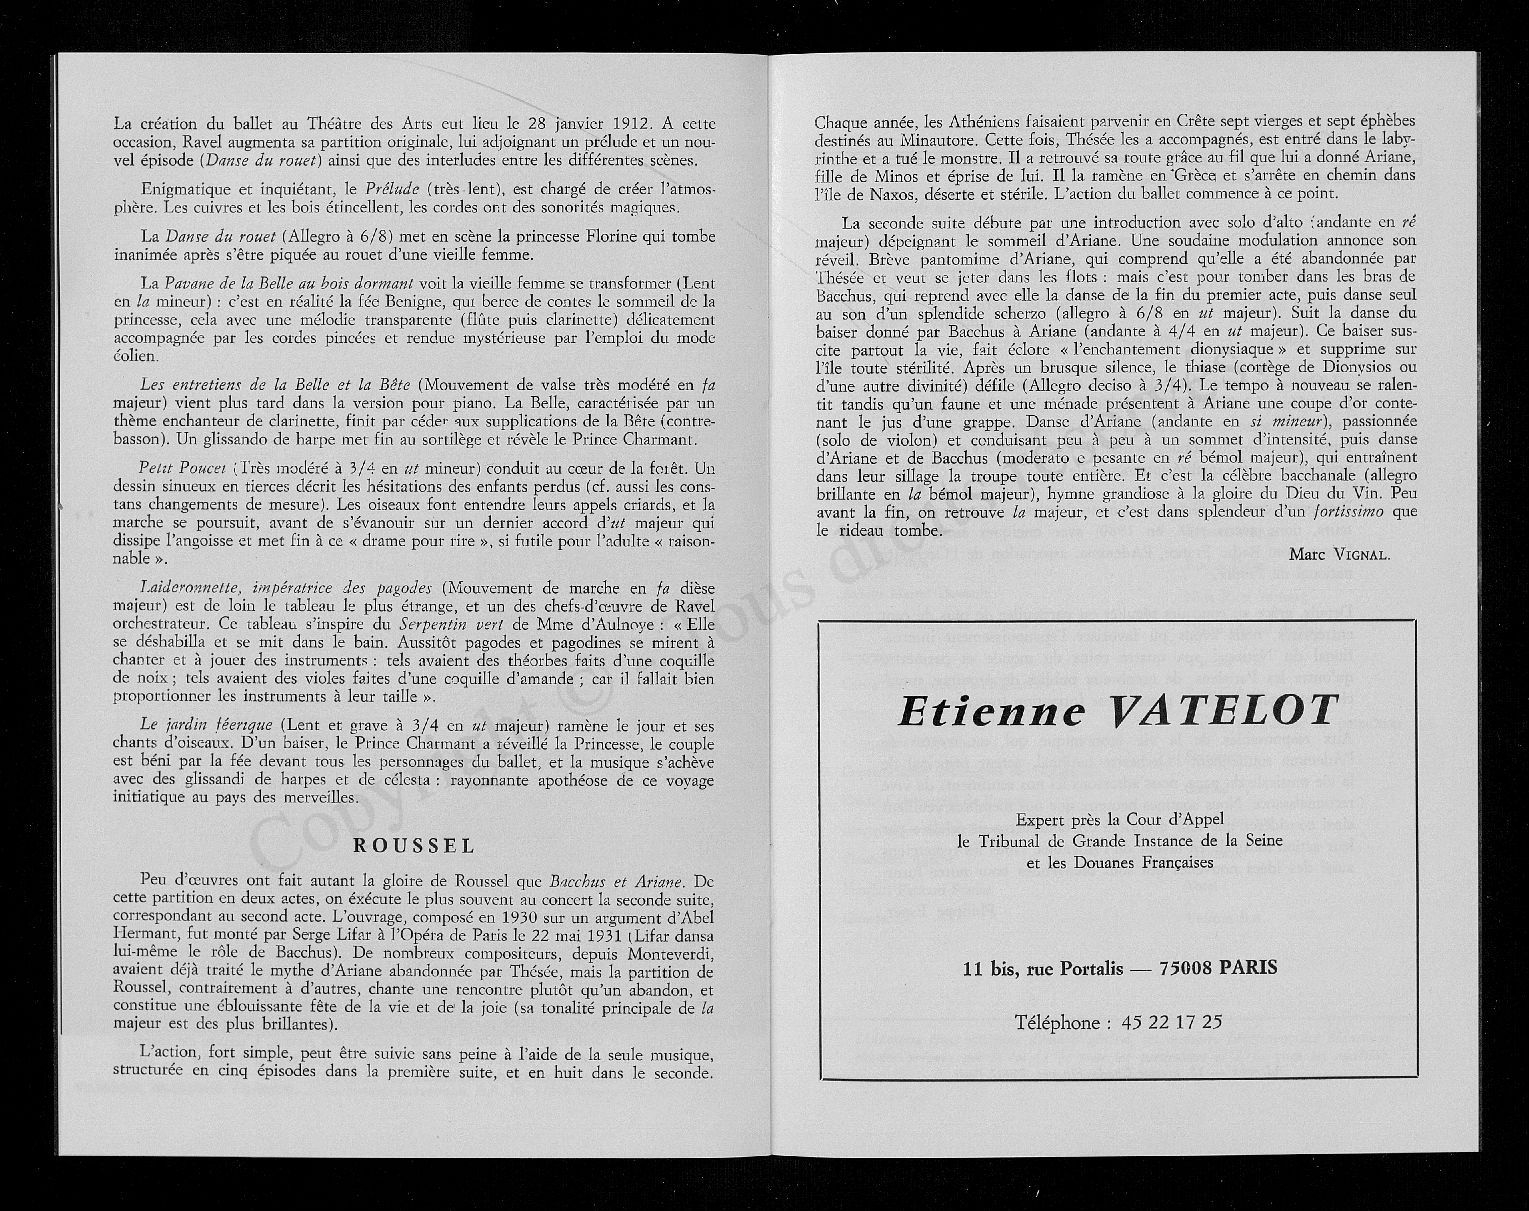 La création du ballet au Théâtre des Arts eut lieu le 28 janvier 1912. A cette
occasion, Ravel augmenta sa partition originale, lui adjoignant un prélude et un nou-
vel épisode (Danse du rouet) ainsi que des interludes entre les différentes scènes.
Enigmatique et inquiétant, le Prélude (très lent), est chargé de créer l'atmos-
phère. Les cuivres et les bois étincellent, les cordes ont des sonorités magiques.
La Danse du rouet (Allegro à 6/8) met en scène la princesse Florine qui tombe
inanimée après s'être piquée au rouet d'une vieille femme.
La Pavane de la Belle au bois dormant voit la vieille femme se transformer (Lent
en la mineur) : c'est en réalité la fée Benigne, qui berce de contes le sommeil de la
princesse, cela avec une mélodie transparente (flûte puis clarinette) délicatement
accompagnée par les cordes pincées et rendue mystérieuse par l'emploi du mode
éolien.
Les entretiens de la Belle et la Bête (Mouvement de valse très modéré en fa
majeur) vient plus tard dans la version pour piano. La Belle, caractérisée par un
thème enchanteur de clarinette, finit par céder aux supplications de la Bête (contre-
basson). Un glissando de harpe met fin au sortilège et révèle le Prince Charmant.
Petit Poucet (Très modéré à 3/4 en ut mineur) conduit au cœur de la forêt. Un
dessin sinueux en tierces décrit les hésitations des enfants perdus (cf. aussi les cons-
tans changements de mesure). Les oiseaux font entendre leurs appels criards, et la
marche se poursuit, avant de s'évanouir sur un dernier accord d'ut majeur qui
dissipe l'angoisse et met fin à ce « drame pour rire », si futile pour l'adulte « raison-
nable ».
Laideronnette, impératrice des pagodes (Mouvement de marche en fa dièse
majeur) est de loin le tableau le plus étrange, et un des chefs-d'œuvre de Ravel
orchestrateur. Ce tableau s'inspire du Serpentin vert de Mme d'Aulnoye : « Elle
se déshabilla et se mit dans le bain. Aussitôt pagodes et pagodines se mirent à
chanter et à jouer des instruments : tels avaient des théorbes faits d'une coquille
de noix ; tels avaient des violes faites d'une coquille d'amande ; car il fallait bien
proportionner les instruments à leur taille ».
Le jardin féerique (Lent et grave à 3/4 en ut majeur) ramène le jour et ses
chants d'oiseaux. D'un baiser, le Prince Charmant a réveillé la Princesse, le couple
est béni par la fée devant tous les personnages du ballet, et la musique s'achève
avec des glissandi de harpes et de célesta : rayonnante apothéose de ce voyage
initiatique au pays des merveilles.
ROUSSEL
Peu d'œuvres ont fait autant la gloire de Roussel que Bacchus et Ariane. De
cette partition en deux actes, on éxécute le plus souvent au concert la seconde suite,
correspondant au second acte. L'ouvrage, composé en 1930 sur un argument d'Abel
Hermant, fut monté par Serge Lifar à l'Opéra de Paris le 22 mai 1931 (Lifar dansa
lui-même le rôle de Bacchus). De nombreux compositeurs, depuis Monteverdi,
avaient déjà traité le mythe d'Ariane abandonnée par Thésée, mais la partition de
Roussel, contrairement à d'autres, chante une rencontre plutôt qu'un abandon, et
constitue une éblouissante fête de la vie et de la joie (sa tonalité principale de la
majeur est des plus brillantes).
L'action, fort simple, peut être suivie sans peine à l'aide de la seule musique,
structurée en cinq épisodes dans la première suite, et en huit dans le seconde.
Chaque année, les Athéniens faisaient parvenir en Crête sept vierges et sept éphèbes
destinés au Minautore. Cette fois, Thésée les a accompagnés, est entré dans le laby-
rinthe et a tué le monstre. Il a retrouvé sa route grâce au fil que lui a donné Ariane,
fille de Minos et éprise de lui. Il la ramène en Grèce et s'arrête en chemin dans
l'île de Naxos, déserte et stérile. L'action du ballet commence à ce point.
La seconde suite débute par une introduction avec solo d'alto (andante en ré
majeur) dépeignant le sommeil d'Ariane. Une soudaine modulation annonce son
réveil. Brève pantomime d'Ariane, qui comprend qu'elle a été abandonnée par
Thésée et veut se jeter dans les flots : mais c'est pour tomber dans les bras de
Bacchus, qui reprend avec elle la danse de la fin du premier acte, puis danse seul
au son d'un splendide scherzo (allegro à 6/8 en ut majeur). Suit la danse du
baiser donné par Bacchus à Ariane (andante à 4/4 en ut majeur). Ce baiser sus-
cite partout la vie, fait éclore « l'enchantement dionysiaque » et supprime sur
l'île toute stérilité. Après un brusque silence, le thiase (cortège de Dionysios ou
d'une autre divinité) défile (Allegro deciso à 3/4). Le tempo à nouveau se ralen-
tit tandis qu'un faune et une ménade présentent à Ariane une coupe d'or conte-
nant le jus d'une grappe. Danse d'Ariane (andante en si mineur), passionnée
(solo de violon) et conduisant peu à peu à un sommet d'intensité, puis danse
d'Ariane et de Bacchus (moderato e pesante en ré bémol majeur), qui entraînent
dans leur sillage la troupe toute entière. Et c'est la célèbre bacchanale (allegro
brillante en la bémol majeur), hymne grandiose à la gloire du Dieu du Vin. Peu
avant la fin, on retrouve la majeur, et c'est dans splendeur d'un fortissimo que
le rideau tombe.
Marc VIGNAL.
Etienne VATELOT
Expert près la Cour d'Appel
le Tribunal de Grande Instance de la Seine
et les Douanes Françaises
11 bis, rue Portalis — 75008 PARIS
Téléphone : 45 22 17 25